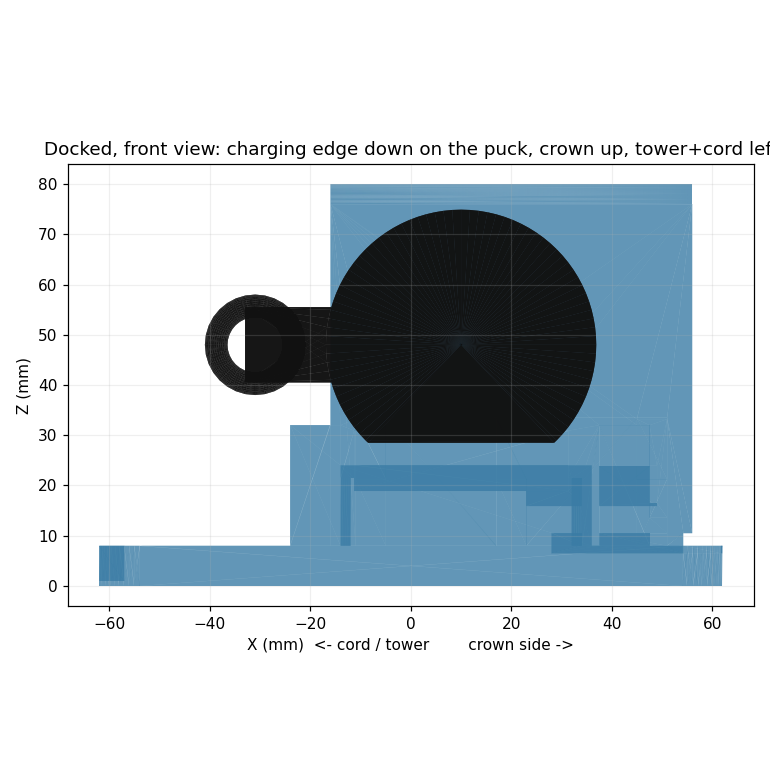 Docked, front view: charging edge down on the puck, crown up, tower+cord lef
80
70
60
50
40
30
20
10
0
Z (mm)
−60 −40 −20 0 20 40 60
X (mm) <- cord / tower crown side ->